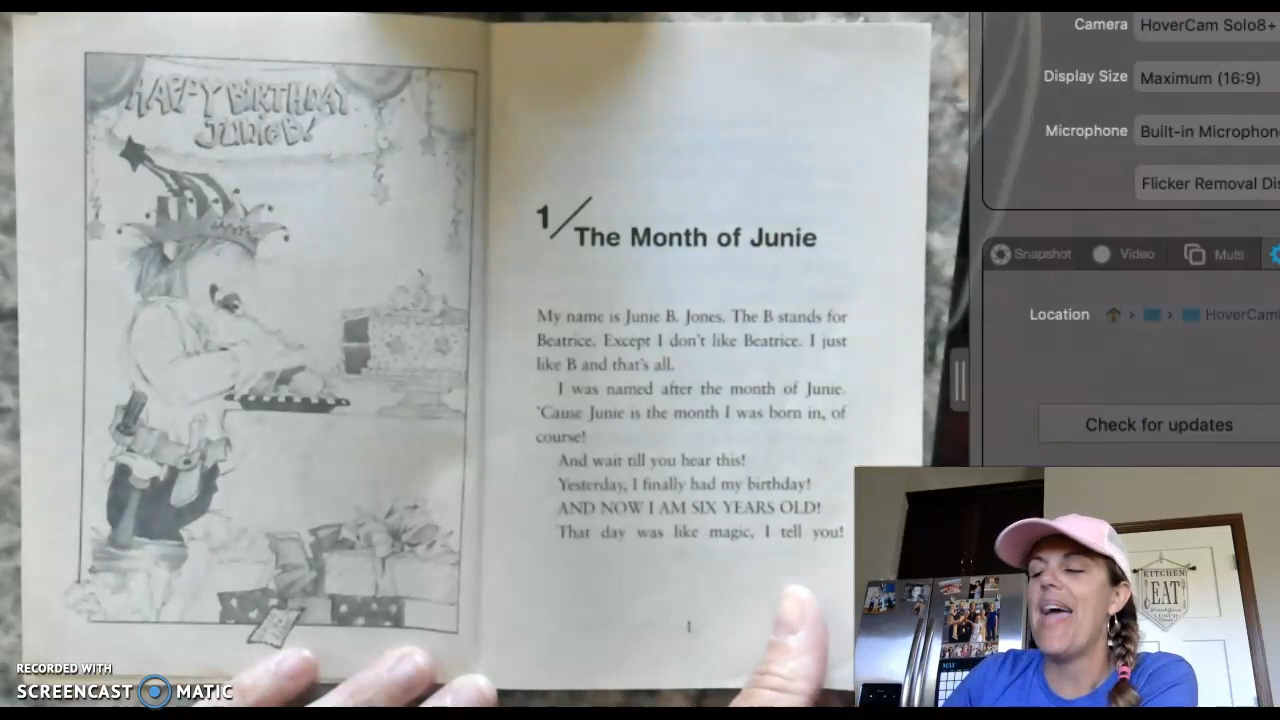 HAPPY BIRTHDAY
JUNIE B!
1/
The Month of Junie
My name is Junie B. Jones. The B stands for
Beatrice. Except I don't like Beatrice. I just
like B and that's all.
I was named after the month of Junie.
'Cause Junie is the month I was born in, of
course!
And wait till you hear this!
Yesterday, I finally had my birthday!
AND NOW I AM SIX YEARS OLD!
That day was like magic, I tell you!
1
Camera HoverCam Solo8+
Display Size Maximum (16:9)
Microphone Built-in Microphon
Flicker Removal Di
Snapshot Video Multi
Location HoverCam
Check for updates
KITCHEN
EAT
MAY
RECORDED WITH
SCREENCAST MATIC